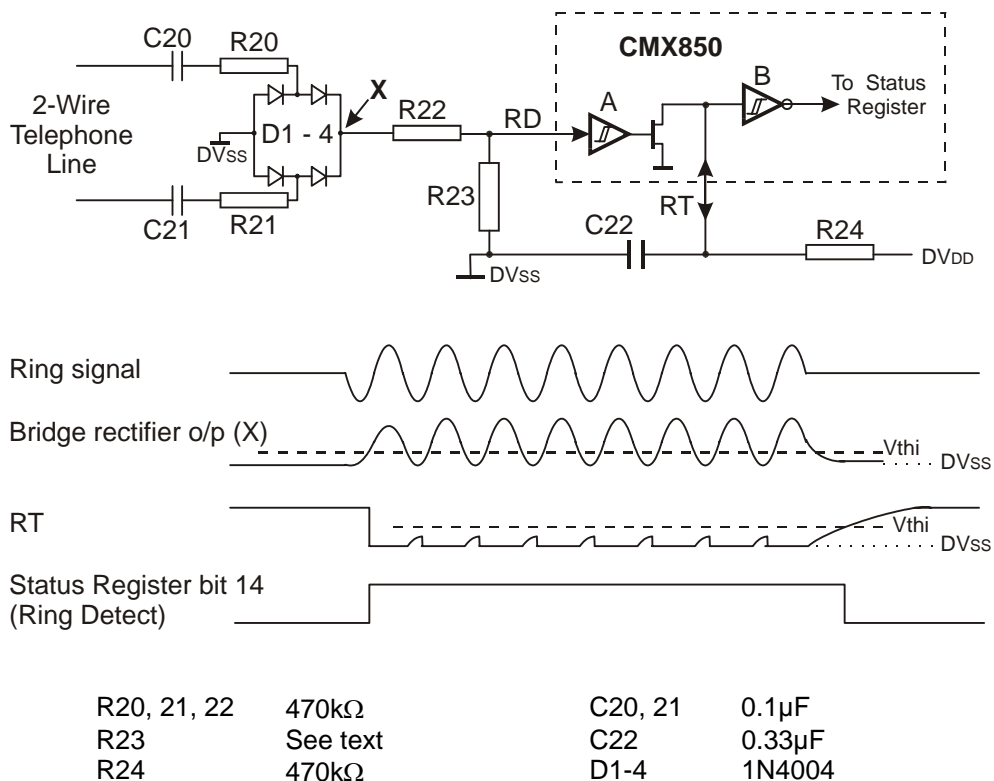 C20
R20
CMX850
2-Wire
Telephone
Line
D1 - 4
DVSS
X
R22
RD
A
B
To Status
Register
R23
C21
R21
RT
C22
R24
DVSS
DVDD
Ring signal
Bridge rectifier o/p (X)
Vthi
DVSS
RT
Vthi
DVSS
Status Register bit 14
(Ring Detect)
R20, 21, 22 470kΩ C20, 21 0.1µF
R23 See text C22 0.33µF
R24 470kΩ D1-4 1N4004